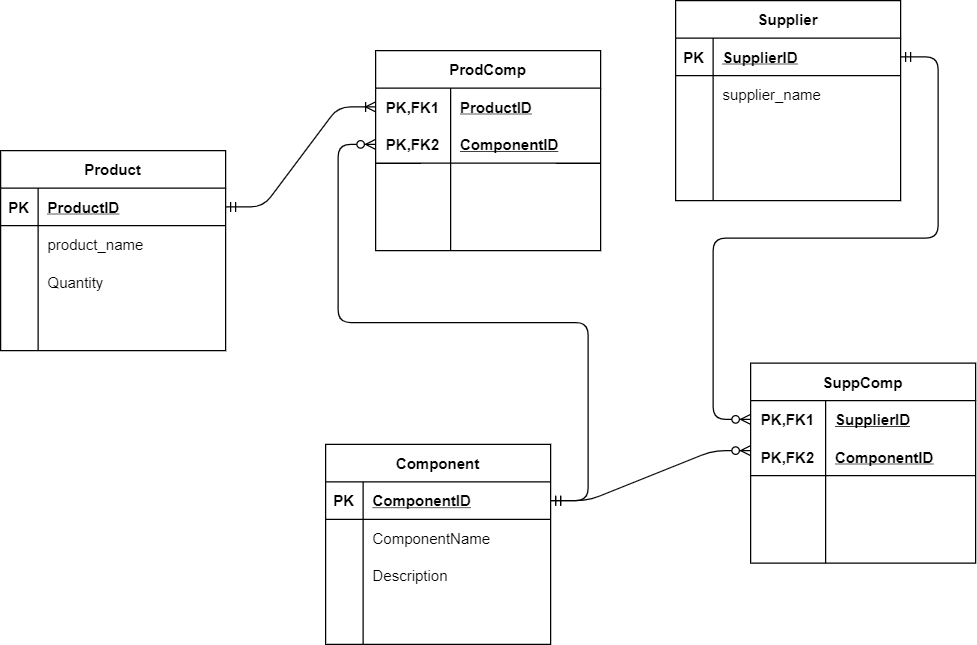 Supplier
PK SupplierID
supplier_name
ProdComp
PK,FK1 ProductID
PK,FK2 ComponentID
Product
PK ProductID
product_name
Quantity
SuppComp
PK,FK1 SupplierID
PK,FK2 ComponentID
Component
PK ComponentID
ComponentName
Description